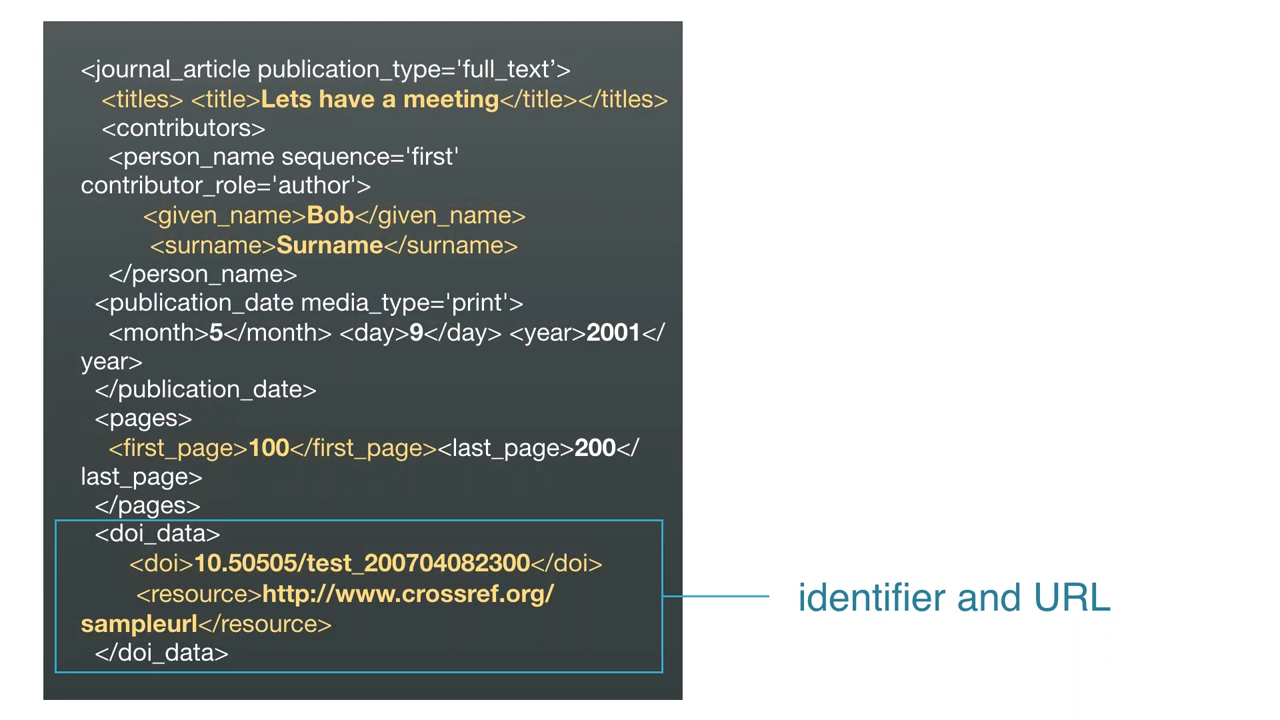 <journal_article publication_type='full_text’>
<titles> <title>Lets have a meeting</title></titles>
<contributors>
<person_name sequence='first'
contributor_role='author'>
<given_name>Bob</given_name>
<surname>Surname</surname>
</person_name>
<publication_date media_type='print'>
<month>5</month> <day>9</day> <year>2001</
year>
</publication_date>
<pages>
<first_page>100</first_page><last_page>200</
last_page>
</pages>
<doi_data>
<doi>10.50505/test_200704082300</doi>
<resource>http://www.crossref.org/
sampleurl</resource>
</doi_data>
identifier and URL